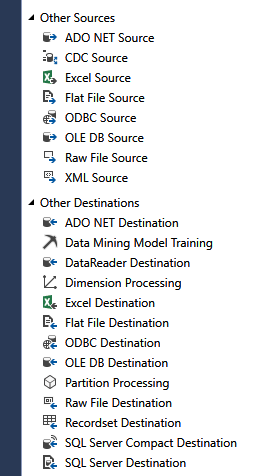 Other Sources
ADO NET Source
CDC Source
Excel Source
Flat File Source
ODBC Source
OLE DB Source
Raw File Source
XML Source
Other Destinations
ADO NET Destination
Data Mining Model Training
DataReader Destination
Dimension Processing
Excel Destination
Flat File Destination
ODBC Destination
OLE DB Destination
Partition Processing
Raw File Destination
Recordset Destination
SQL Server Compact Destination
SQL Server Destination